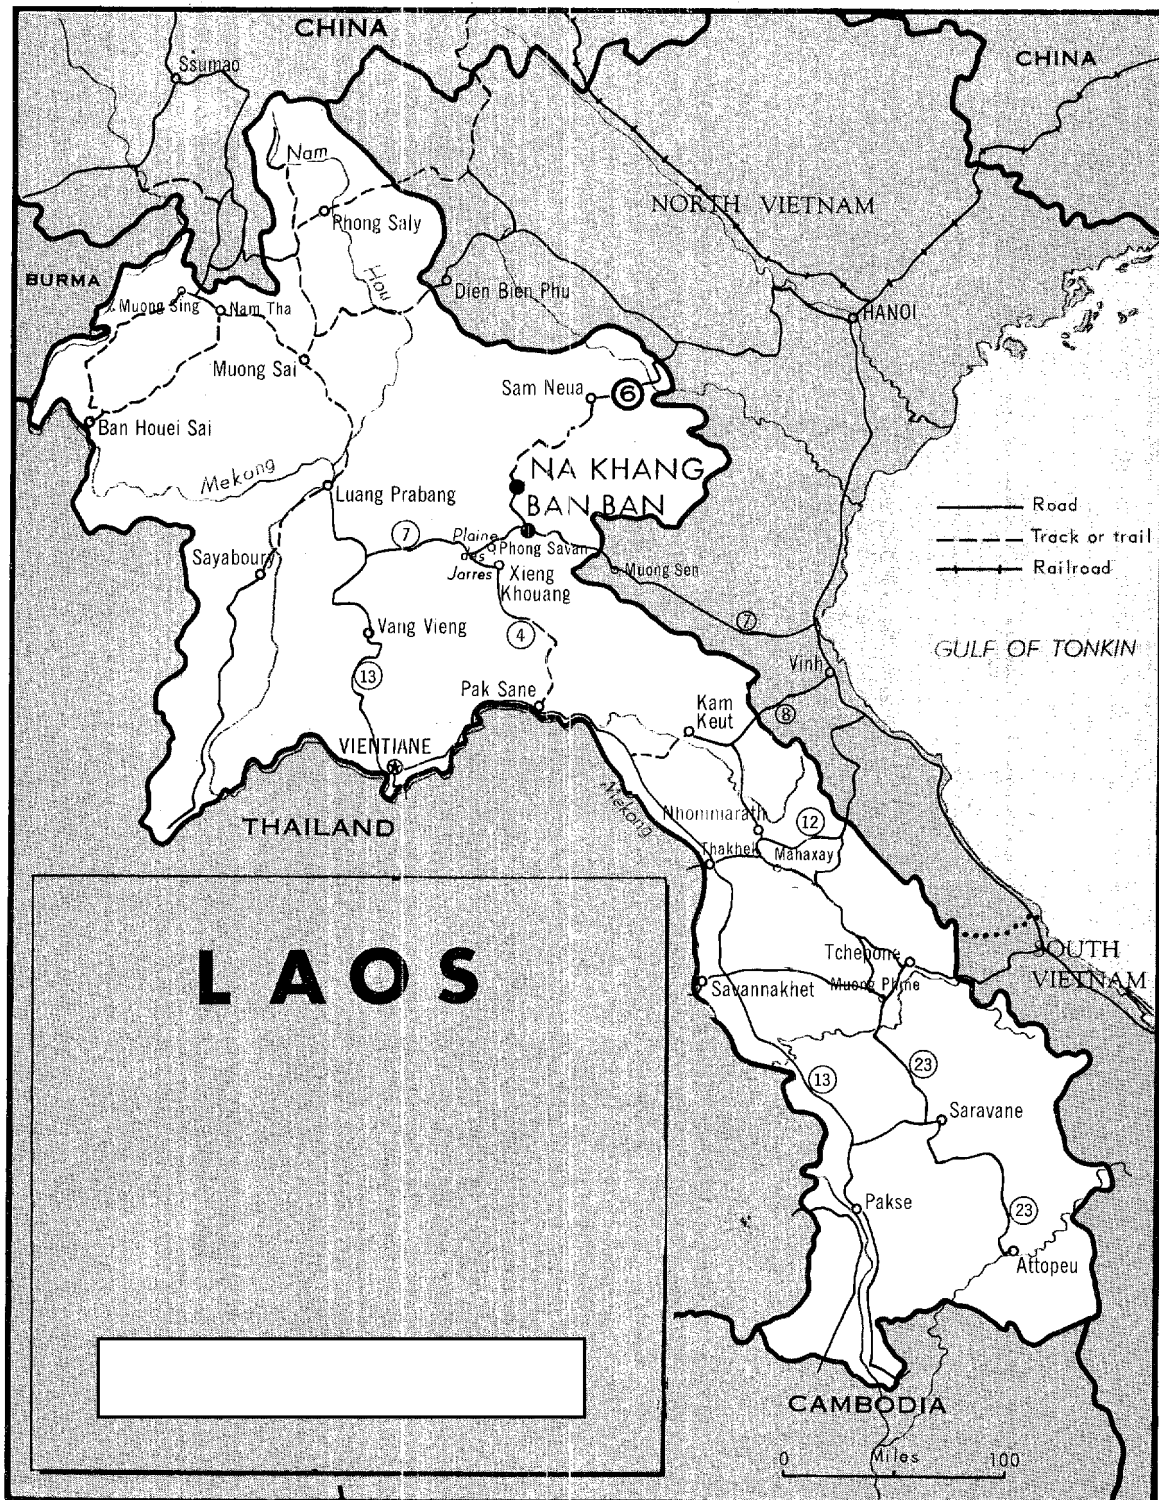 CHINA
CHINA
Ssumao
Nam
NORTH VIETNAM
Phong Saly
BURMA
Hou
Dien Bien Phu
Muong Sing
Nam Tha
HANOI
Muong Sai
Sam Neua
6
Ban Houei Sai
Mekong
NA KHANG
Luang Prabang
BAN BAN
Road
Track or trail
Railroad
7
Plaine
des
Jarres
Phong Savan
Sayaboury
Xieng
Khouang
Muong Sen
Vang Vieng
4
7
GULF OF TONKIN
13
Vinh
Pak Sane
Kam
Keut
8
VIENTIANE
Mekong
THAILAND
Nhommarath
12
Thakhek
Mahaxay
LAOS
Tchepone
SOUTH
VIETNAM
Savannakhet
Muong Phine
13
23
Saravane
Pakse
23
Attopeu
CAMBODIA
0
Miles
100